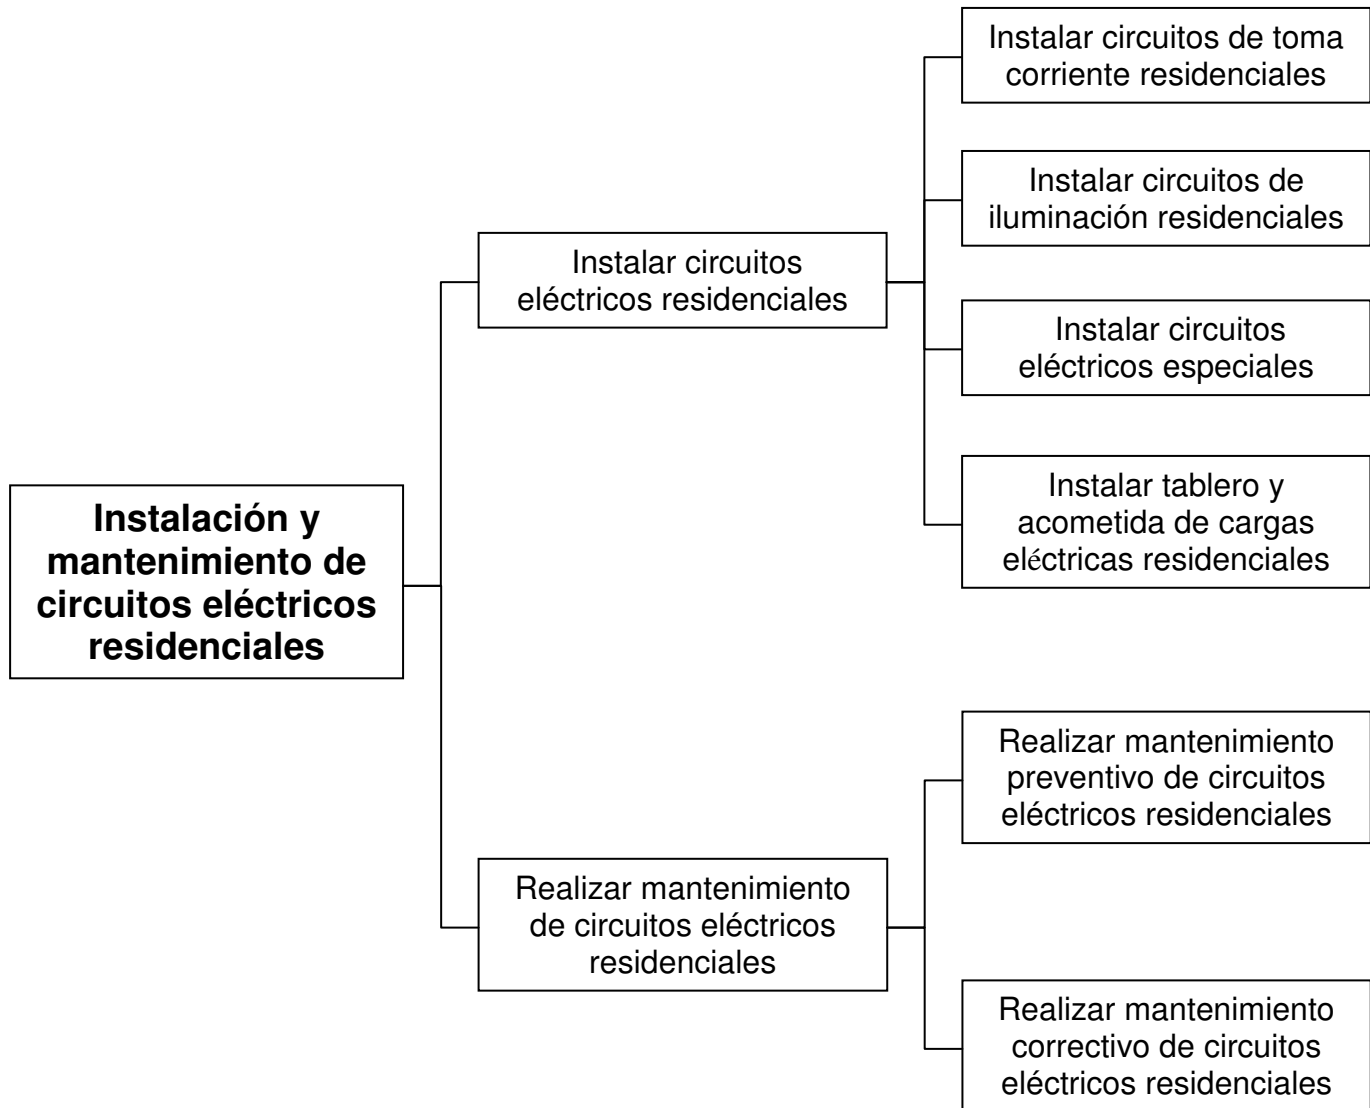 Instalar circuitos de toma
corriente residenciales
Instalar circuitos de
iluminación residenciales
Instalar circuitos
eléctricos residenciales
Instalar circuitos
eléctricos especiales
Instalar tablero y
acometida de cargas
eléctricas residenciales
Instalación y
mantenimiento de
circuitos eléctricos
residenciales
Realizar mantenimiento
preventivo de circuitos
eléctricos residenciales
Realizar mantenimiento
de circuitos eléctricos
residenciales
Realizar mantenimiento
correctivo de circuitos
eléctricos residenciales